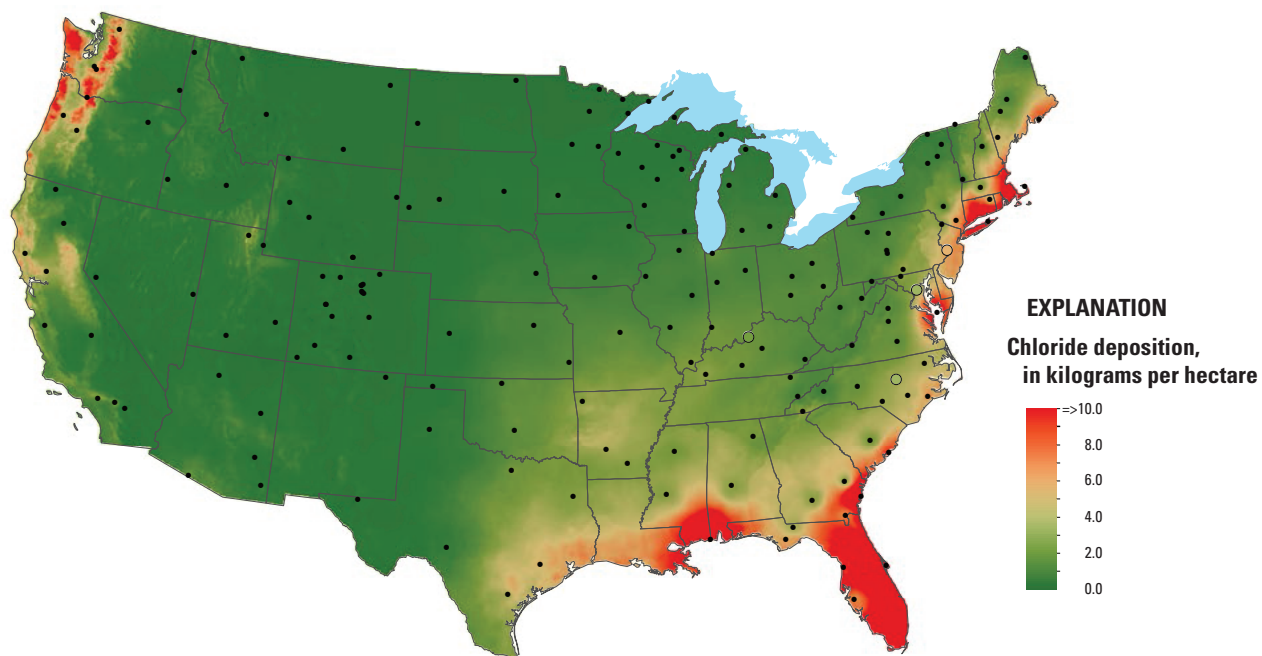 EXPLANATION
Chloride deposition,
in kilograms per hectare
=>10.0
8.0
6.0
4.0
2.0
0.0